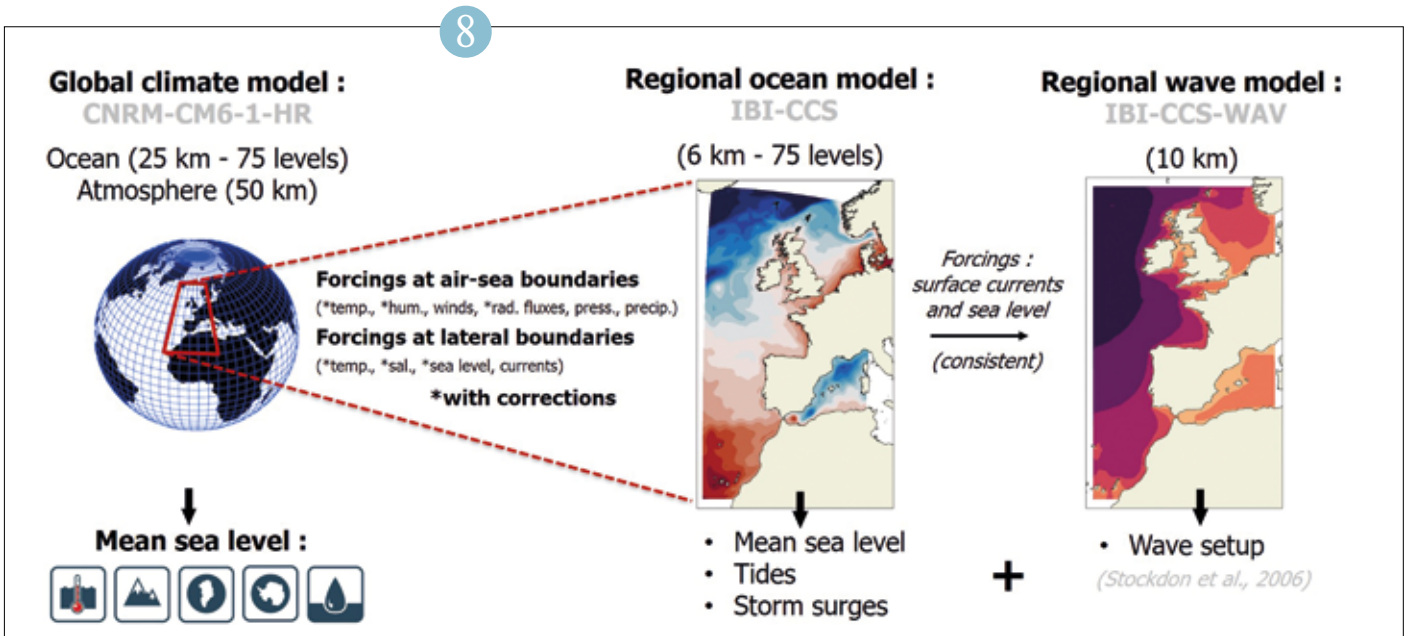 8
Global climate model :
CNRM-CM6-1-HR
Ocean (25 km - 75 levels)
Atmosphere (50 km)
Forcings at air-sea boundaries
(*temp., *hum., winds, *rad. fluxes, press., precip.)
Forcings at lateral boundaries
(*temp., *sal., *sea level, currents)
*with corrections
Mean sea level :
Regional ocean model :
IBI-CCS
(6 km - 75 levels)
• Mean sea level
• Tides
• Storm surges
Forcings :
surface currents
and sea level
(consistent)
+
Regional wave model :
IBI-CCS-WAV
(10 km)
• Wave setup
(Stockdon et al., 2006)